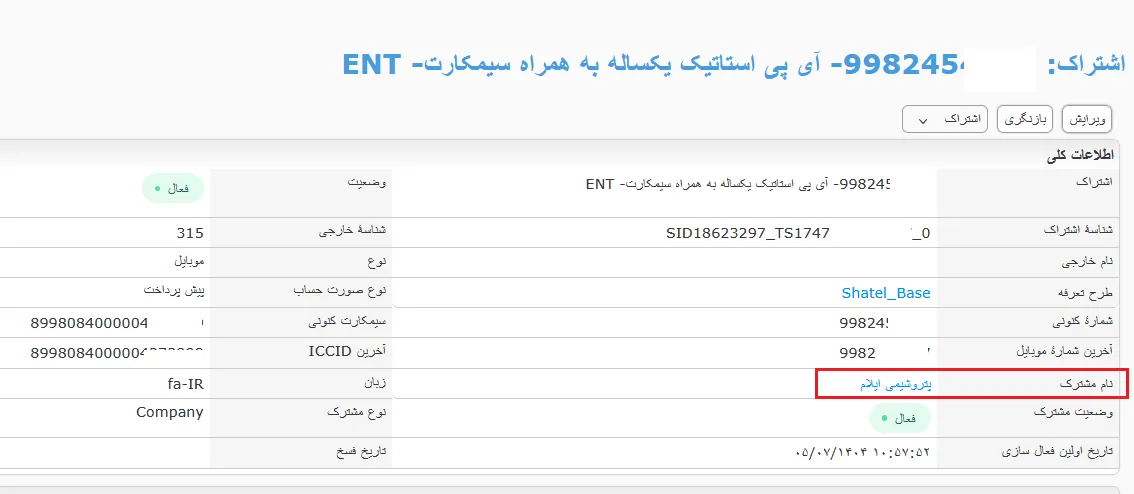 اشتراک: 9982454- آی پی استاتیک یکساله به همراه سیمکارت- ENT
ویرایش بازنگری اشتراک
اطلاعات کلی
اشتراک 998245- آی پی استاتیک یکساله به همراه سیمکارت- ENT وضعیت فعال
شناسهٔ اشتراک SID18623297_TS1747 _0 شناسهٔ خارجی 315
نام خارجی نوع موبایل
طرح تعرفه Shatel_Base نوع صورت حساب پیش پرداخت
شمارهٔ کنونی 998245 سیمکارت کنونی 8998084000004
آخرین شمارهٔ موبایل 9982 آخرین ICCID 8998084000004
نام مشترک پتروشیمی ایلام زبان fa-IR
وضعیت مشترک فعال نوع مشترک Company
تاریخ اولین فعال سازی ۰۵/۰۷/۱۴۰۴ ۱۰:۵۷:۵۲ تاریخ فسخ